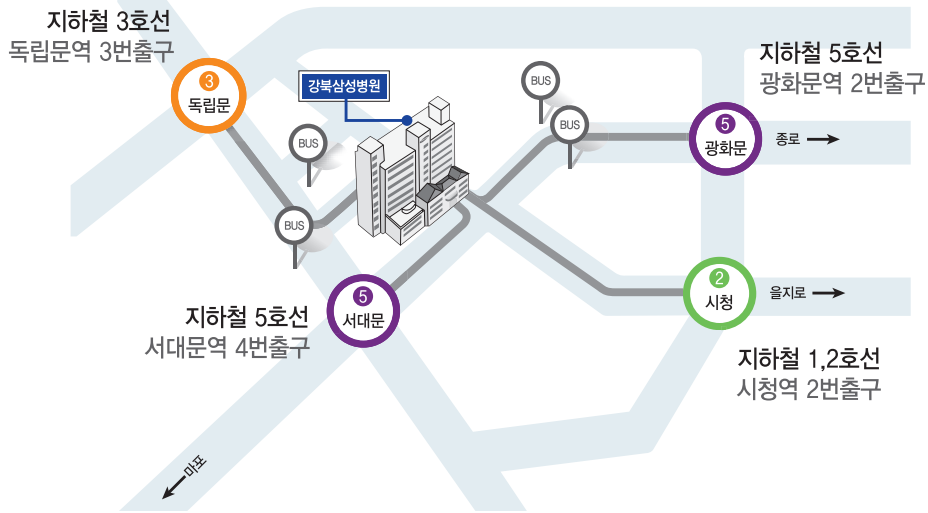 지하철 3호선
독립문역 3번출구
3
독립문
강북삼성병원
BUS
BUS
BUS
BUS
지하철 5호선
광화문역 2번출구
5
광화문
종로
지하철 5호선
서대문역 4번출구
5
서대문
2
시청
을지로
지하철 1,2호선
시청역 2번출구
마포